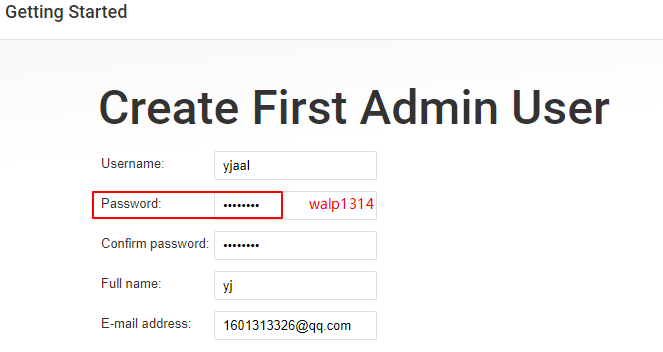 Getting Started
Create First Admin User
Username: yjaal
Password: •••••••• walp1314
Confirm password: ••••••••
Full name: yj
E-mail address: 1601313326@qq.com